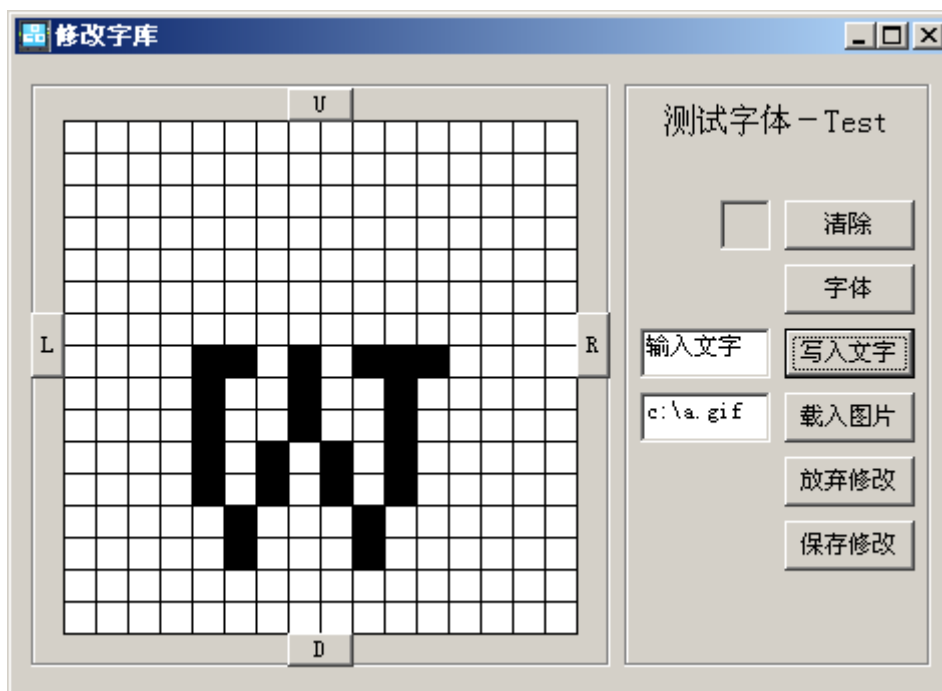 修改字库
U
测试字体－Test
清除
字体
L
R
输入文字
写入文字
c:\a.gif
载入图片
放弃修改
保存修改
D